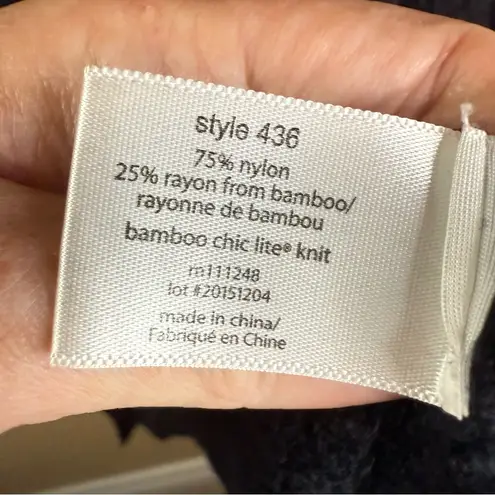 style 436
75% nylon
25% rayon from bamboo/
rayonne de bambou
bamboo chic lite® knit
rn111248
lot #20151204
made in china/
Fabriqué en Chine